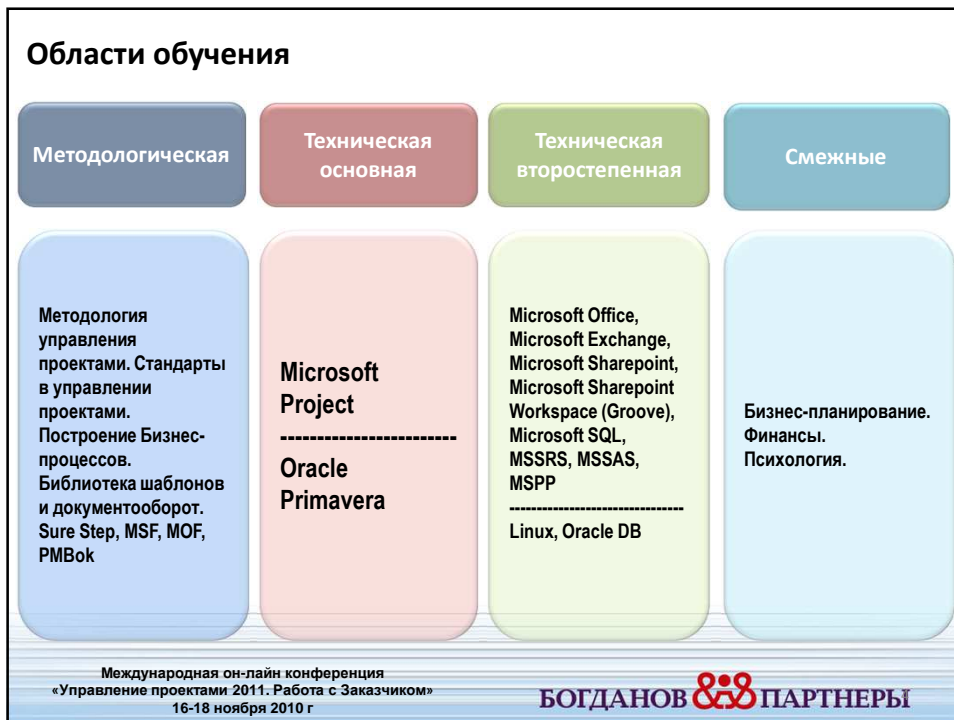 Области обучения
Методологическая
Техническая
основная
Техническая
второстепенная
Смежные
Методология
управления
проектами. Стандарты
в управлении
проектами.
Построение Бизнес-
процессов.
Библиотека шаблонов
и документооборот.
Sure Step, MSF, MOF,
PMBok
Microsoft
Project
------------------------
Oracle
Primavera
Microsoft Office,
Microsoft Exchange,
Microsoft Sharepoint,
Microsoft Sharepoint
Workspace (Groove),
Microsoft SQL,
MSSRS, MSSAS,
MSPP
--------------------------------
Linux, Oracle DB
Бизнес-планирование.
Финансы.
Психология.
Международная он-лайн конференция
«Управление проектами 2011. Работа с Заказчиком»
16-18 ноября 2010 г
БОГДАНОВ & ПАРТНЕРЫ